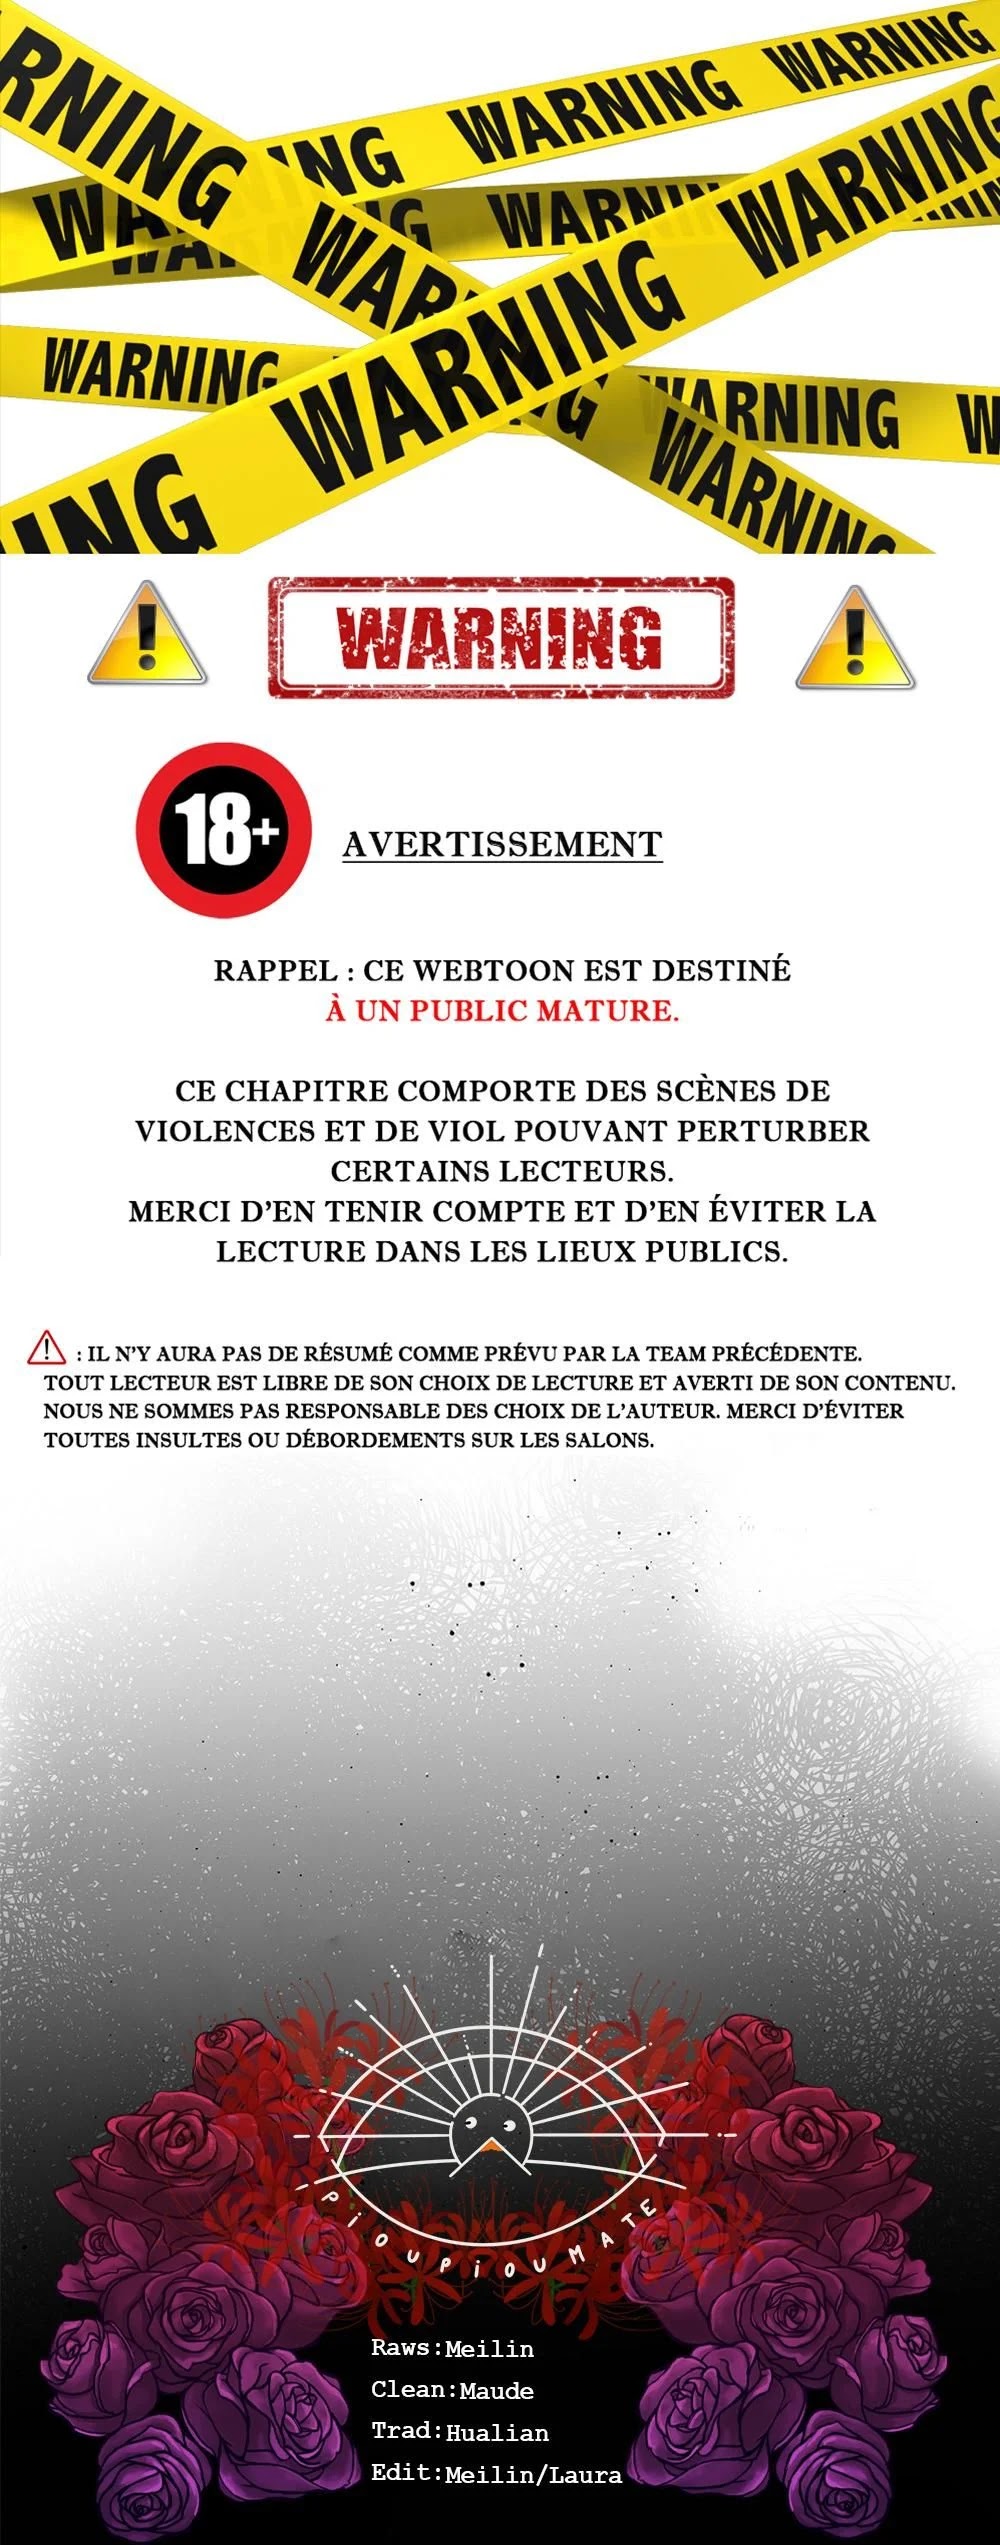 WARNING WARNING
RNING WARNING
WARNING WARNING
WARNING WARNING
WARNING
ING WARNING WARNING
WARNING
18+
AVERTISSEMENT
RAPPEL : CE WEBTOON EST DESTINÉ
À UN PUBLIC MATURE.
CE CHAPITRE COMPORTE DES SCÈNES DE
VIOLENCES ET DE VIOL POUVANT PERTURBER
CERTAINS LECTEURS.
MERCI D'EN TENIR COMPTE ET D'EN ÉVITER LA
LECTURE DANS LES LIEUX PUBLICS.
: IL N'Y AURA PAS DE RÉSUMÉ COMME PRÉVU PAR LA TEAM PRÉCÉDENTE.
TOUT LECTEUR EST LIBRE DE SON CHOIX DE LECTURE ET AVERTI DE SON CONTENU.
NOUS NE SOMMES PAS RESPONSABLE DES CHOIX DE L'AUTEUR. MERCI D'ÉVITER
TOUTES INSULTES OU DÉBORDEMENTS SUR LES SALONS.
PiOUPiOUMATE
Raws:Meilin
Clean:Maude
Trad:Hualian
Edit:Meilin/Laura